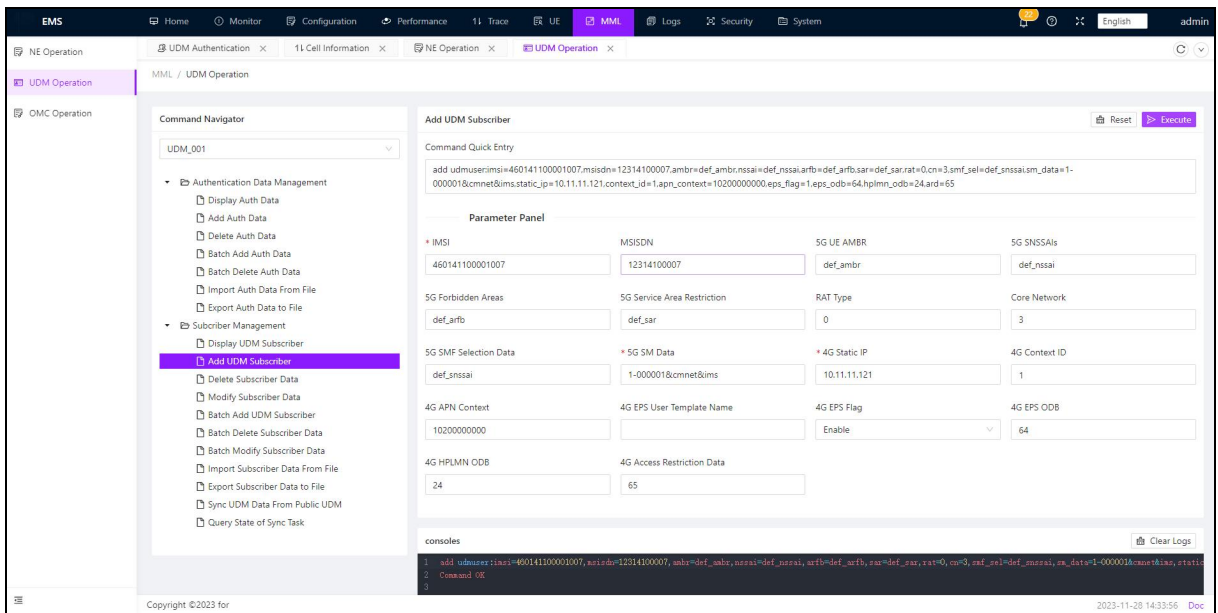 EMS
Home
Monitor
Configuration
Performance
Trace
UE
MML
Logs
Security
System
22
English
admin
NE Operation
UDM Operation
OMC Operation
UDM Authentication
Cell Information
NE Operation
UDM Operation
MML / UDM Operation
Command Navigator
UDM_001
Authentication Data Management
Display Auth Data
Add Auth Data
Delete Auth Data
Batch Add Auth Data
Batch Delete Auth Data
Import Auth Data From File
Export Auth Data to File
Subcriber Management
Display UDM Subscriber
Add UDM Subscriber
Delete Subscriber Data
Modify Subscriber Data
Batch Add UDM Subscriber
Batch Delete Subscriber Data
Batch Modify Subscriber Data
Import Subscriber Data From File
Export Subscriber Data to File
Sync UDM Data From Public UDM
Query State of Sync Task
Add UDM Subscriber
Reset
Execute
Command Quick Entry
add udmuser:imsi=460141100001007,msisdn=12314100007,ambr=def_ambr,nssai=def_nssai,arfb=def_arfb,sar=def_sar,rat=0,cn=3,smf_sel=def_snssai,sm_data=1-
000001&cmnet&ims,static_ip=10.11.11.121,context_id=1,apn_context=10200000000,eps_flag=1,eps_odb=64,hplmn_odb=24,ard=65
Parameter Panel
* IMSI
MSISDN
5G UE AMBR
5G SNSSAIs
460141100001007
12314100007
def_ambr
def_nssai
5G Forbidden Areas
5G Service Area Restriction
RAT Type
Core Network
def_arfb
def_sar
0
3
5G SMF Selection Data
* 5G SM Data
* 4G Static IP
4G Context ID
def_snssai
1-000001&cmnet&ims
10.11.11.121
1
4G APN Context
4G EPS User Template Name
4G EPS Flag
4G EPS ODB
10200000000
Enable
64
4G HPLMN ODB
4G Access Restriction Data
24
65
consoles
Clear Logs
1 add udmuser:imsi=460141100001007,msisdn=12314100007,ambr=def_ambr,nssai=def_nssai,arfb=def_arfb,sar=def_sar,rat=0,cn=3,smf_sel=def_snssai,sm_data=1-000001&cmnet&ims,static
2 Command OK
3
Copyright ©2023 for
2023-11-28 14:33:56 Doc